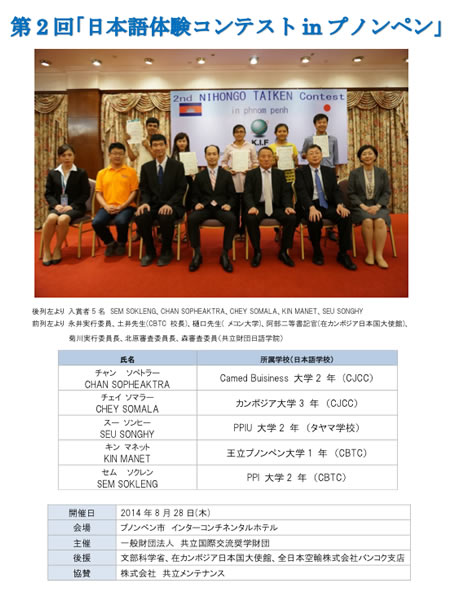 第2回「日本語体験コンテスト in プノンペン」
2nd NIHONGO TAIKEN Contest
in phnom penh
K.I.F
後列左より 入賞者5名 SEM SOKLENG、CHAN SOPHEAKTRA、CHEY SOMALA、KIN MANET、SEU SONGHY
前列左より 永井実行委員、土井先生(CBTC 校長)、樋口先生(メコン大学)、阿部二等書記官(在カンボジア日本国大使館)、
菊川実行委員長、北原審査委員長、森審査委員(共立財団日語学院)
氏名 所属学校(日本語学校)
チャン ソペトラー
CHAN SOPHEAKTRA
Camed Buisiness 大学2年(CJCC)
チェイ ソマラー
CHEY SOMALA
カンボジア大学3年(CJCC)
スー ソンヒー
SEU SONGHY
PPIU 大学2年(タヤマ学校)
キン マネット
KIN MANET
王立プノンペン大学1年(CBTC)
セム ソクレン
SEM SOKLENG
PPI 大学2年(CBTC)
開催日 2014年8月28日(木)
会場 プノンペン市 インターコンチネンタルホテル
主催 一般財団法人 共立国際交流奨学財団
後援 文部科学省、在カンボジア日本国大使館、全日本空輸株式会社バンコク支店
協賛 株式会社 共立メンテナンス